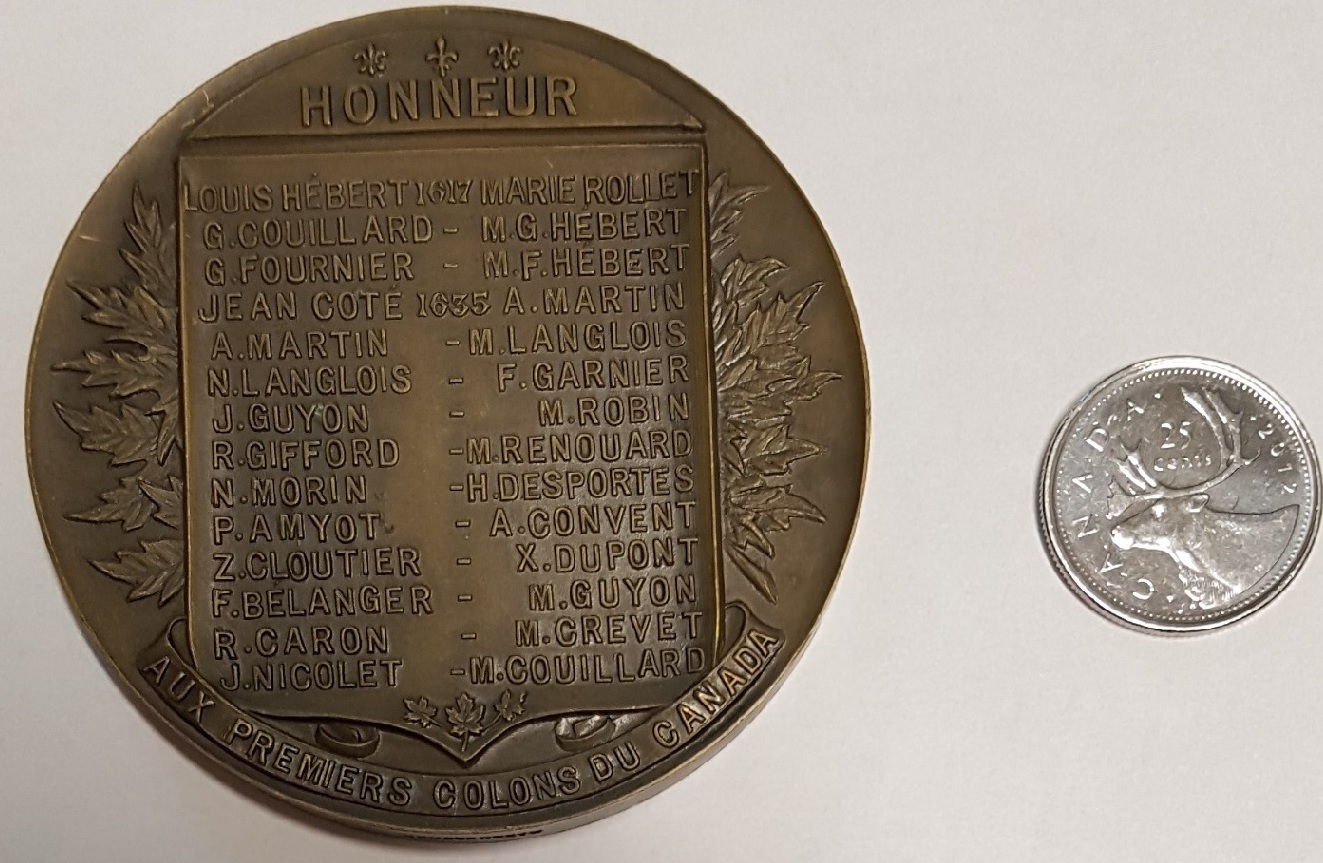 HONNEUR
LOUIS HÉBERT 1617 MARIE ROLLET
G. COUILLARD - M. G. HÉBERT
G. FOURNIER - M. F. HÉBERT
JEAN COTÉ 1635 A. MARTIN
A. MARTIN - M. LANGLOIS
N. LANGLOIS - F. GARNIER
J. GUYON - M. ROBIN
R. GIFFORD - M. RENOUARD
N. MORIN - H. DESPORTES
P. AMYOT - A. CONVENT
Z. CLOUTIER - X. DUPONT
F. BÉLANGER - M. GUYON
R. CARON - M. CREVET
J. NICOLET - M. COUILLARD
AUX PREMIERS COLONS DU CANADA
CANADA 25 cents 2012